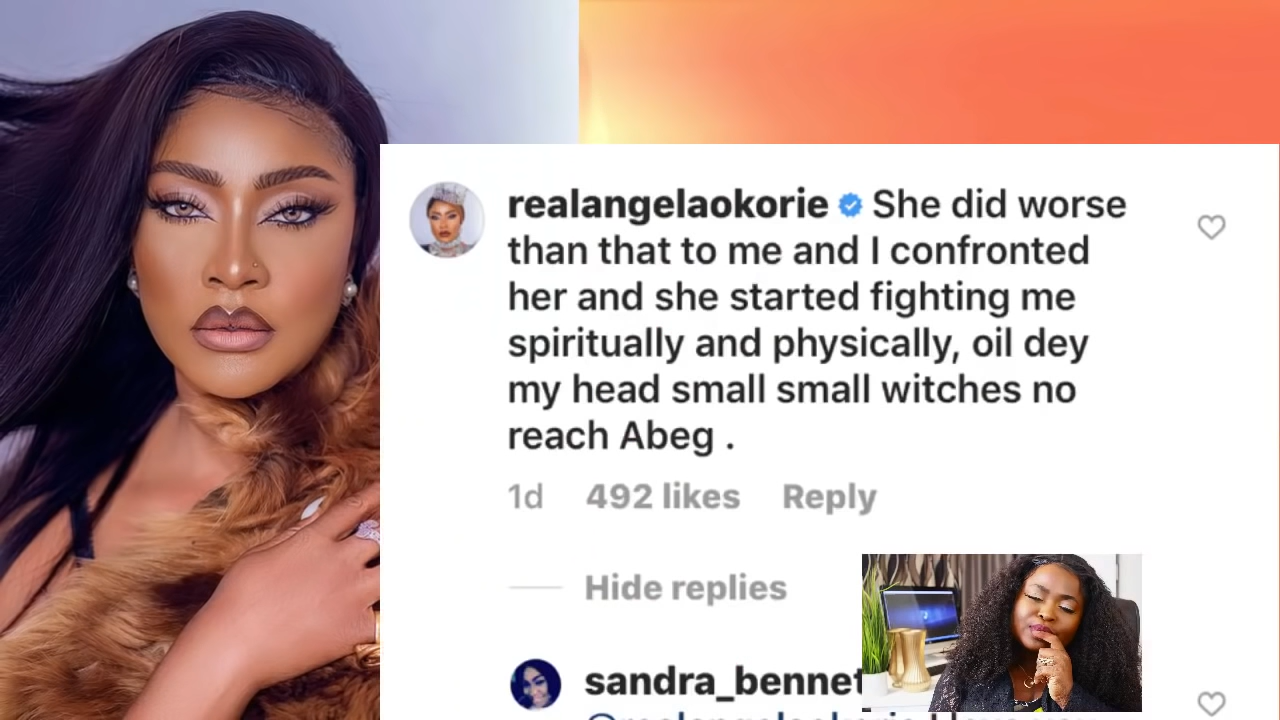 realangelaokorie She did worse
than that to me and I confronted
her and she started fighting me
spiritually and physically, oil dey
my head small small witches no
reach Abeg .
1d 492 likes Reply
Hide replies